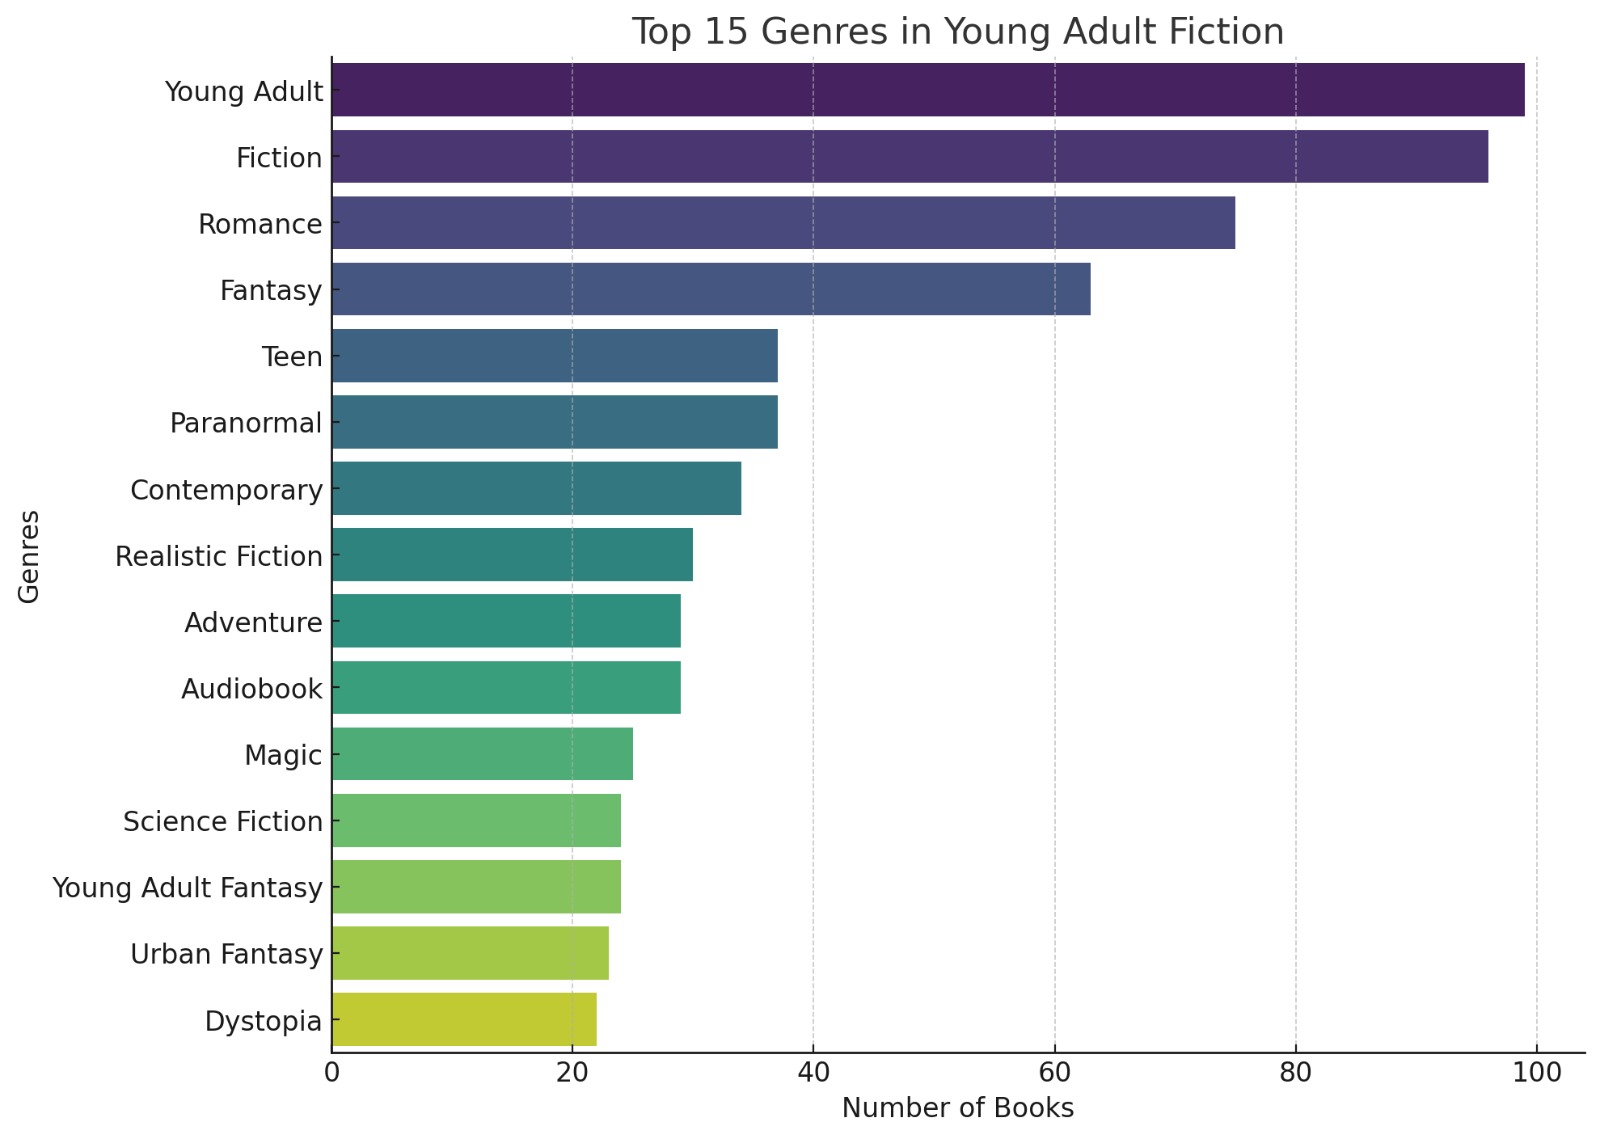 Top 15 Genres in Young Adult Fiction
Young Adult
Fiction
Romance
Fantasy
Teen
Paranormal
Contemporary
Realistic Fiction
Adventure
Audiobook
Magic
Science Fiction
Young Adult Fantasy
Urban Fantasy
Dystopia
Genres
0 20 40 60 80 100
Number of Books